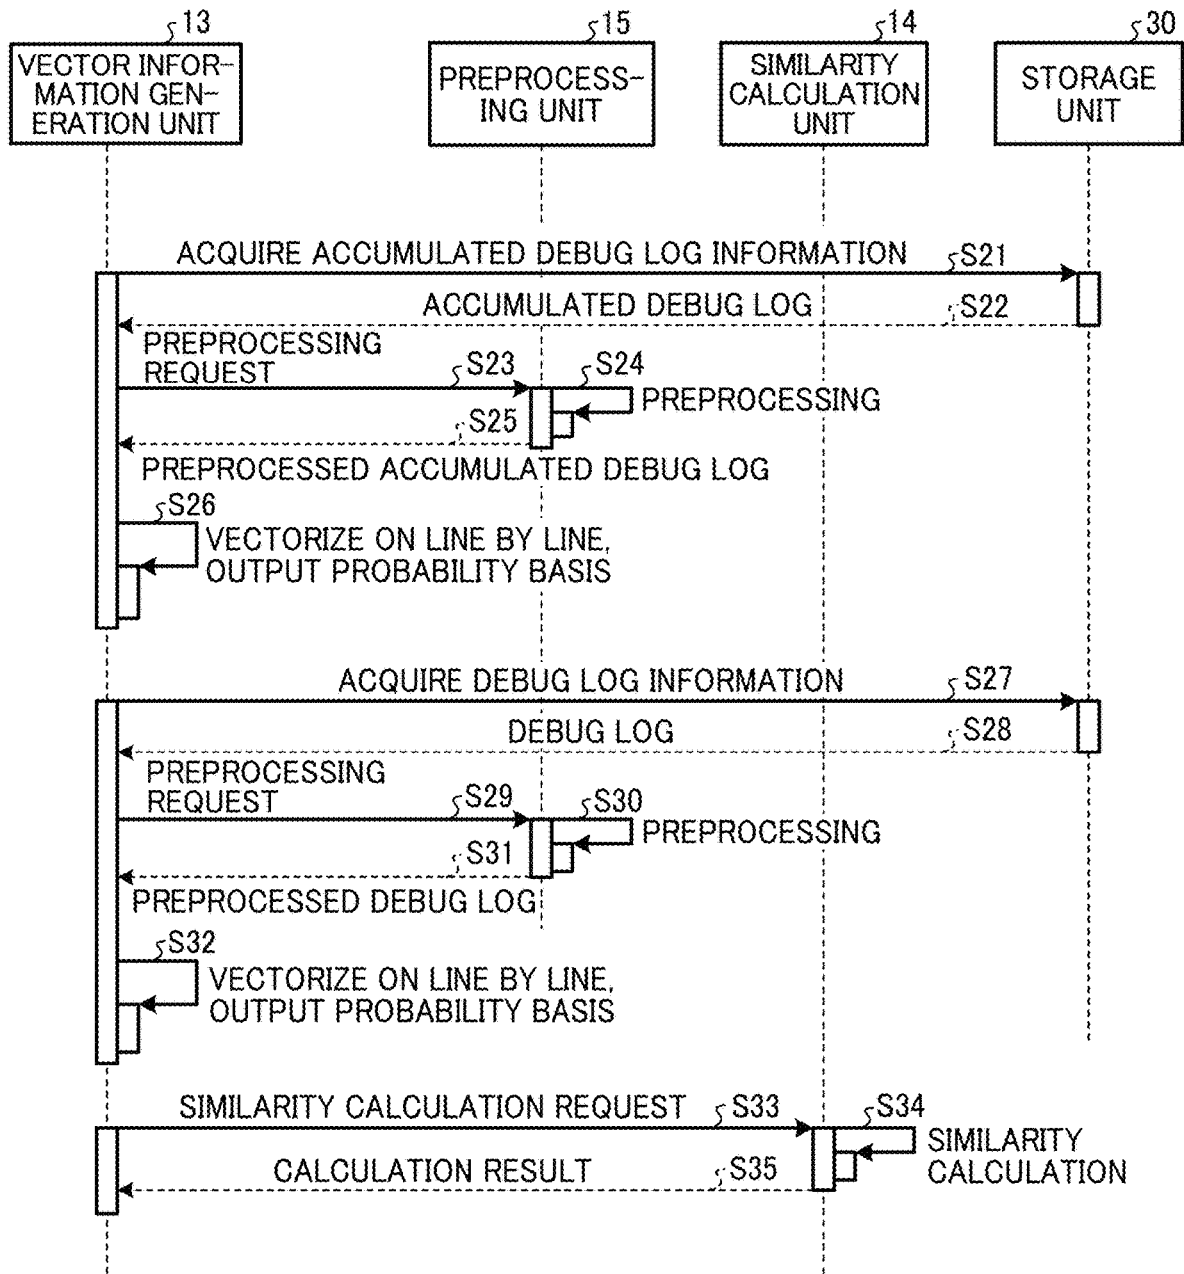 13
15
14
30
VECTOR INFOR-
MATION GEN-
ERATION UNIT
PREPROCESS-
ING UNIT
SIMILARITY
CALCULATION
UNIT
STORAGE
UNIT
ACQUIRE ACCUMULATED DEBUG LOG INFORMATION
S21
ACCUMULATED DEBUG LOG
S22
PREPROCESSING
REQUEST
S23
S24
PREPROCESSING
S25
PREPROCESSED ACCUMULATED DEBUG LOG
S26
VECTORIZE ON LINE BY LINE,
OUTPUT PROBABILITY BASIS
ACQUIRE DEBUG LOG INFORMATION
S27
DEBUG LOG
S28
PREPROCESSING
REQUEST
S29
S30
PREPROCESSING
S31
PREPROCESSED DEBUG LOG
S32
VECTORIZE ON LINE BY LINE,
OUTPUT PROBABILITY BASIS
SIMILARITY CALCULATION REQUEST
S33
S34
SIMILARITY
CALCULATION
CALCULATION RESULT
S35